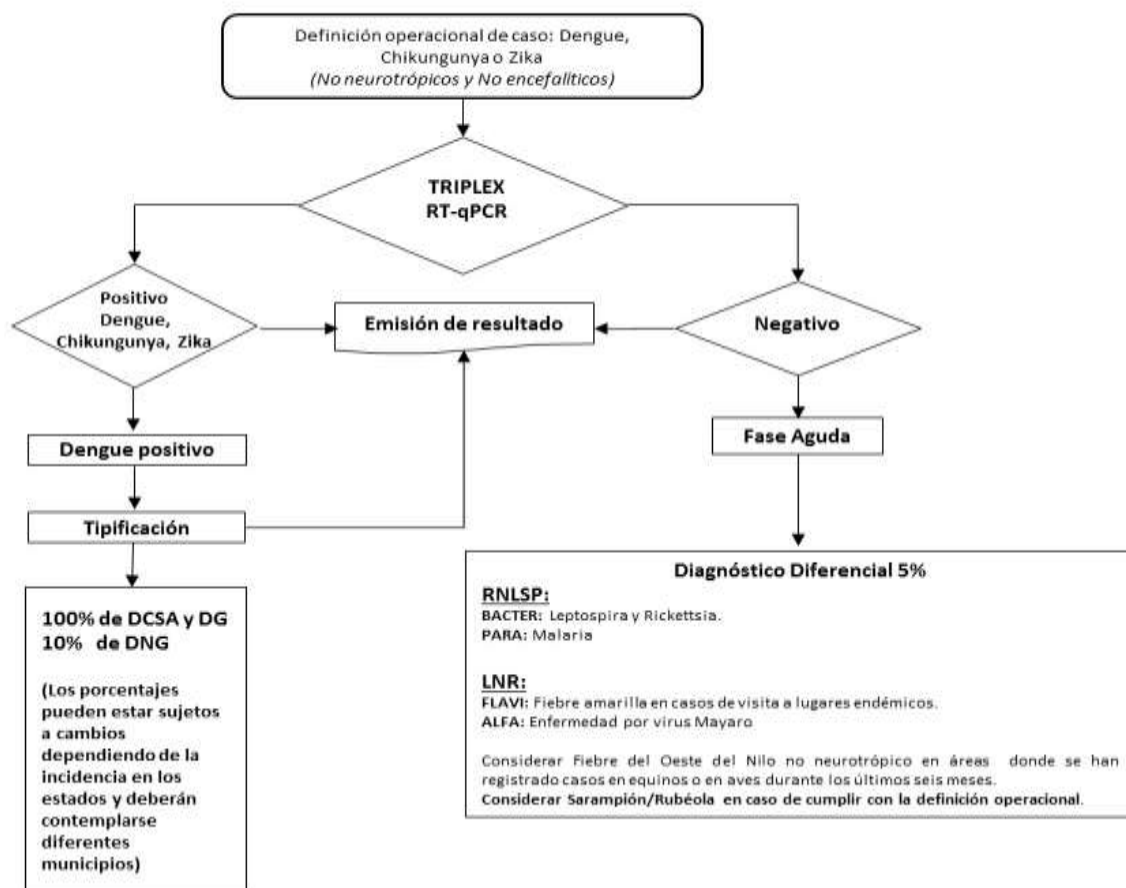 Definición operacional de caso: Dengue,
Chikungunya o Zika
(No neurotrópicos y No encefalíticos)
TRIPLEX
RT-qPCR
Positivo
Dengue,
Chikungunya, Zika
Emisión de resultado
Negativo
Dengue positivo
Fase Aguda
Tipificación
100% de DCSA y DG
10% de DNG
(Los porcentajes
pueden estar sujetos
a cambios
dependiendo de la
incidencia en los
estados y deberán
contemplarse
diferentes
municipios)
Diagnóstico Diferencial 5%
RNLSP:
BACTER: Leptospira y Rickettsia.
PARA: Malaria
LNR:
FLAVI: Fiebre amarilla en casos de visita a lugares endémicos.
ALFA: Enfermedad por virus Mayaro
Considerar Fiebre del Oeste del Nilo no neurotrópico en áreas donde se han
registrado casos en equinos o en aves durante los últimos seis meses.
Considerar Sarampión/Rubéola en caso de cumplir con la definición operacional.